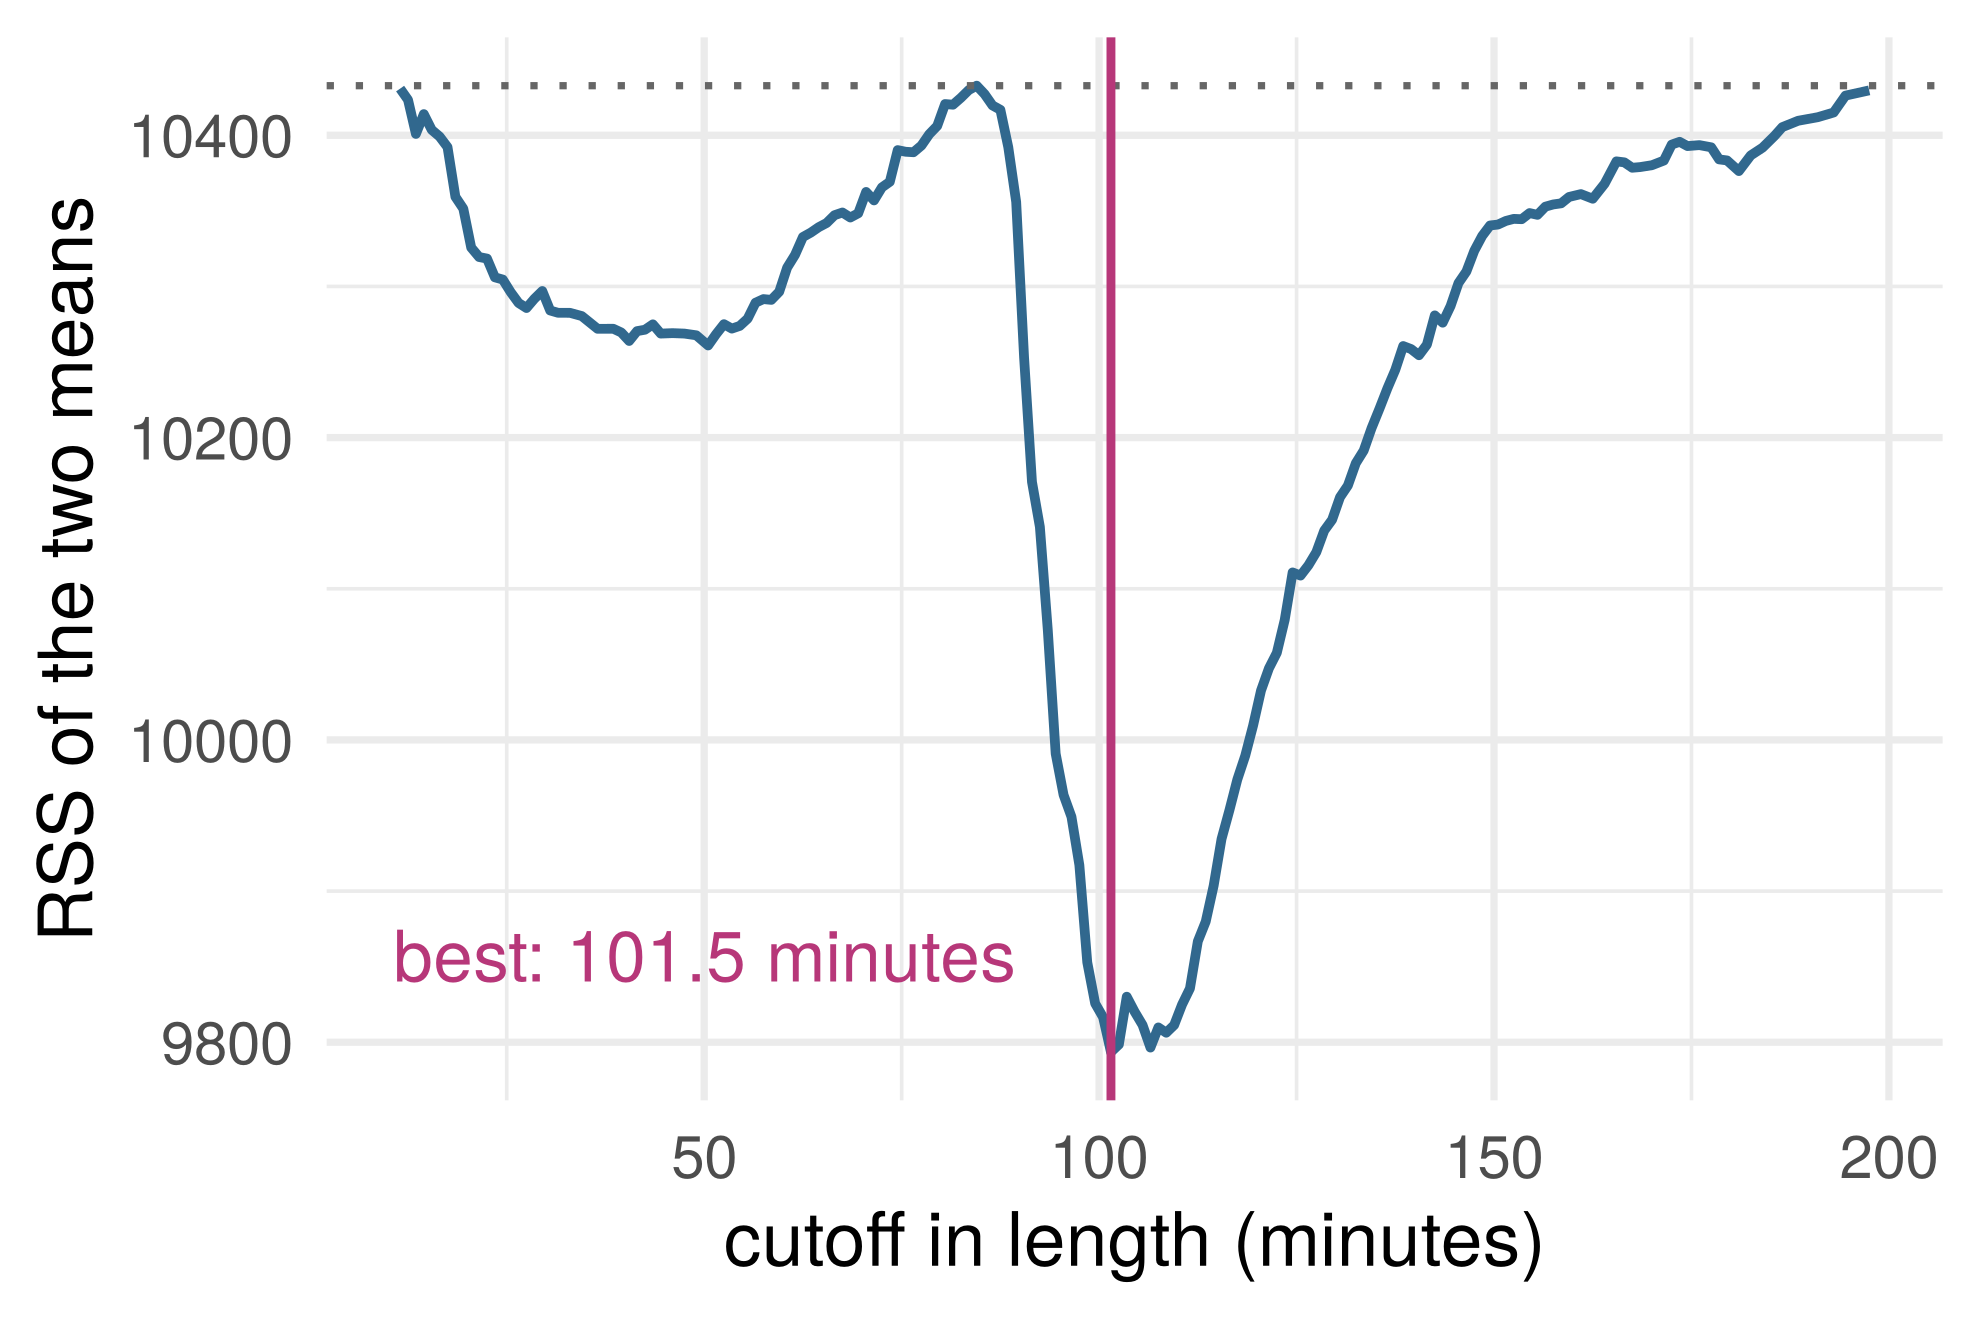 RSS of the two means
10400
10200
10000
9800
best: 101.5 minutes
50 100 150 200
cutoff in length (minutes)